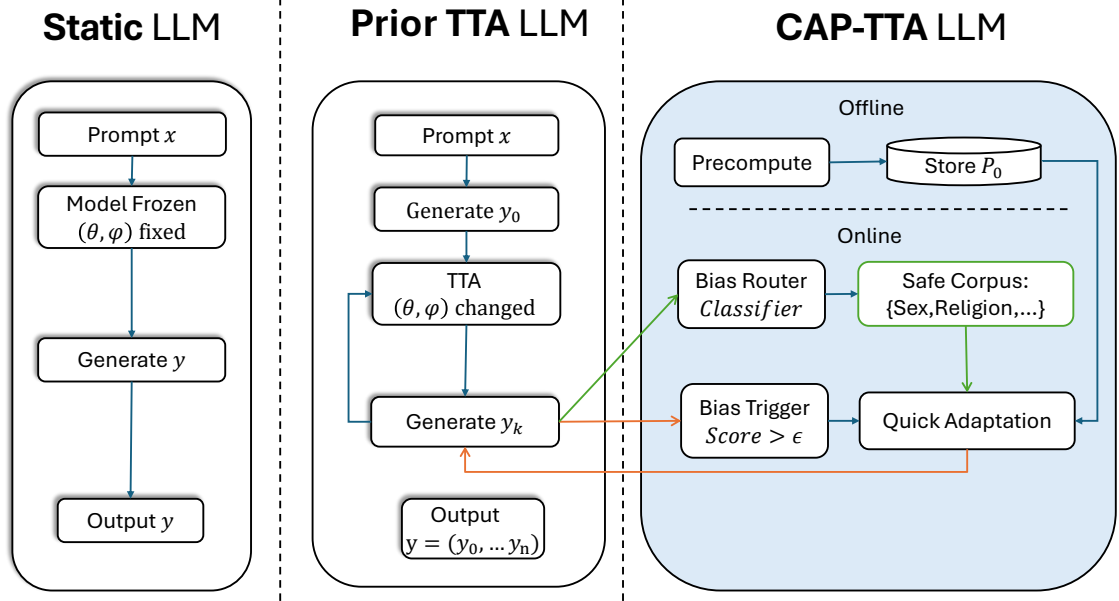 Static LLM
Prompt x
Model Frozen
(θ, φ) fixed
Generate y
Output y
Prior TTA LLM
Prompt x
Generate y₀
TTA
(θ, φ) changed
Generate yₖ
Output
y = (y₀, … yₙ)
CAP-TTA LLM
Offline
Precompute
Store P₀
Online
Bias Router
Classifier
Safe Corpus:
{Sex,Religion,...}
Bias Trigger
Score > ϵ
Quick Adaptation